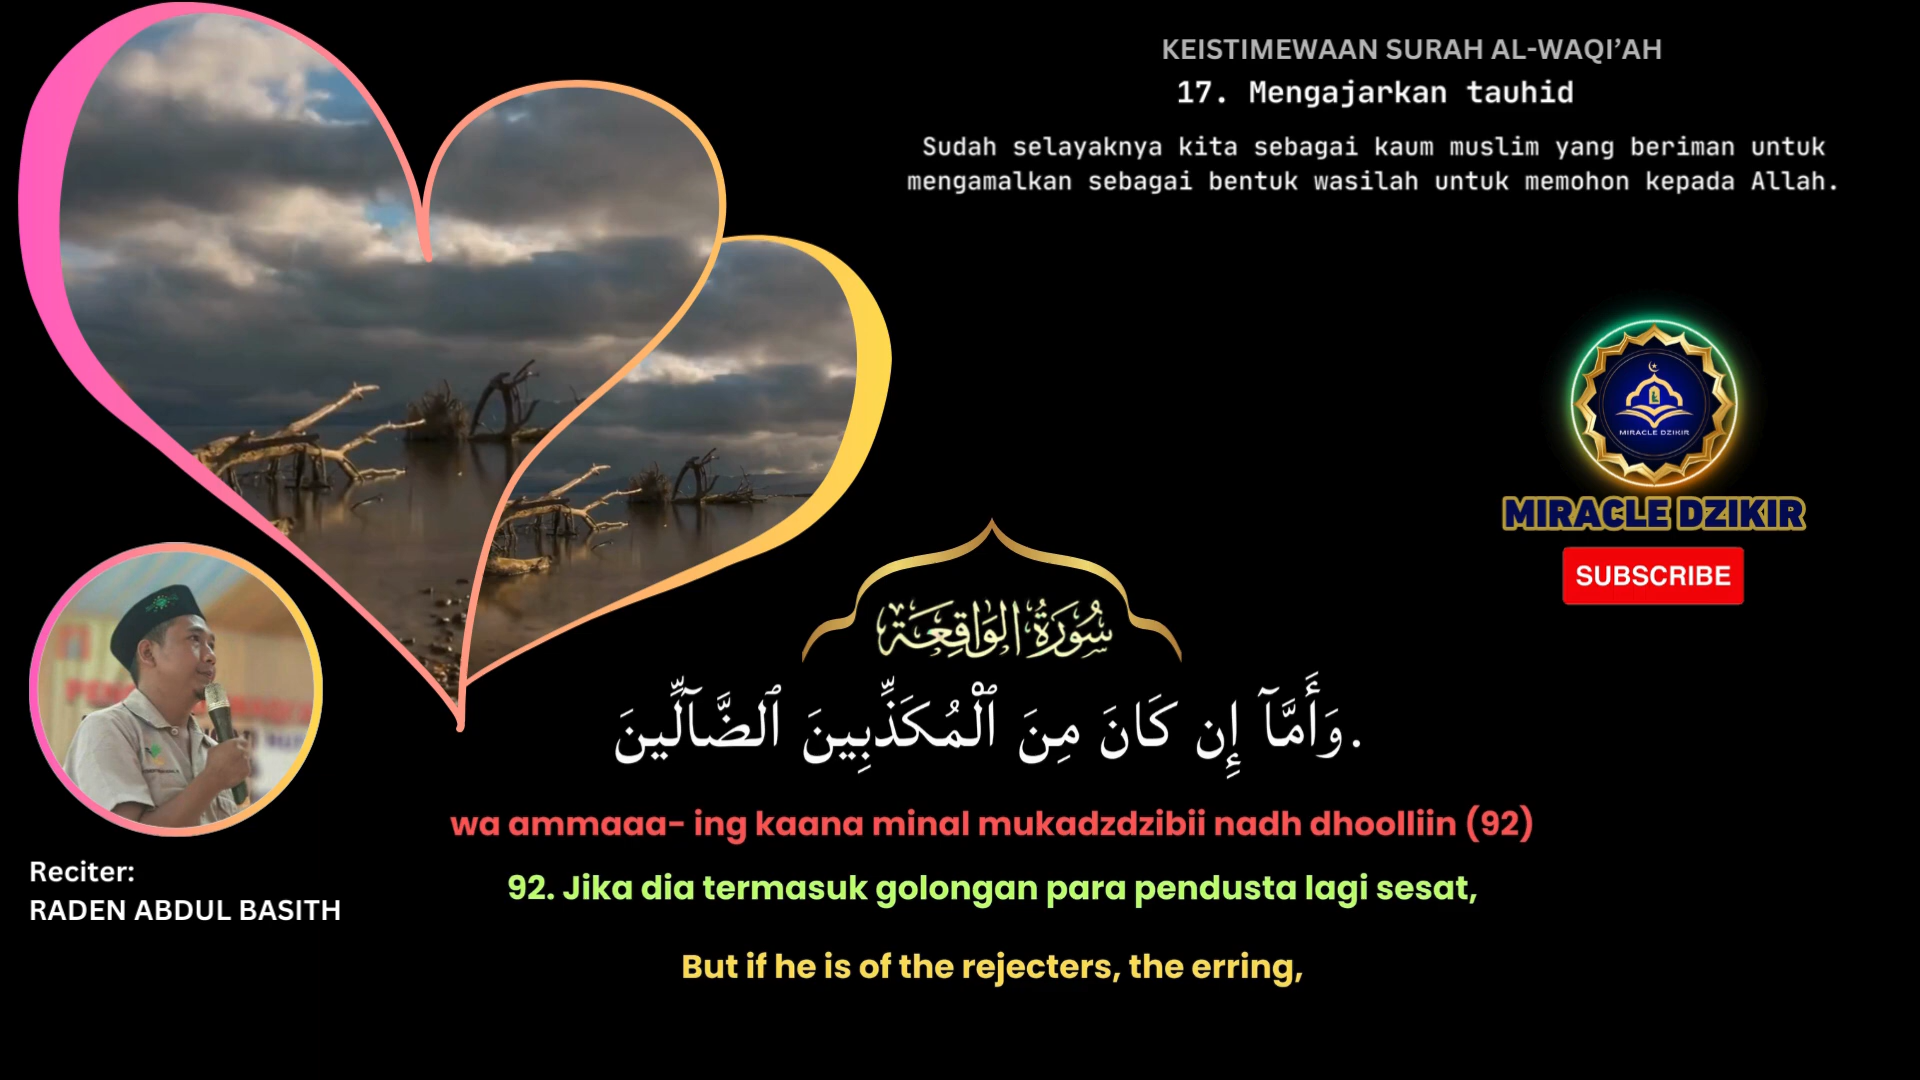 KEISTIMEWAAN SURAH AL-WAQI’AH
17. Mengajarkan tauhid
Sudah selayaknya kita sebagai kaum muslim yang beriman untuk
mengamalkan sebagai bentuk wasilah untuk memohon kepada Allah.
MIRACLE DZIKIR
MIRACLE DZIKIR
SUBSCRIBE
سُورَةُ الوَاقِعَة
وَأَمَّآ إِن كَانَ مِنَ ٱلْمُكَذِّبِينَ ٱلضَّآلِّينَ.
wa ammaaa- ing kaana minal mukadzdzibii nadh dhoolliin (92)
92. Jika dia termasuk golongan para pendusta lagi sesat,
But if he is of the rejecters, the erring,
Reciter:
RADEN ABDUL BASITH